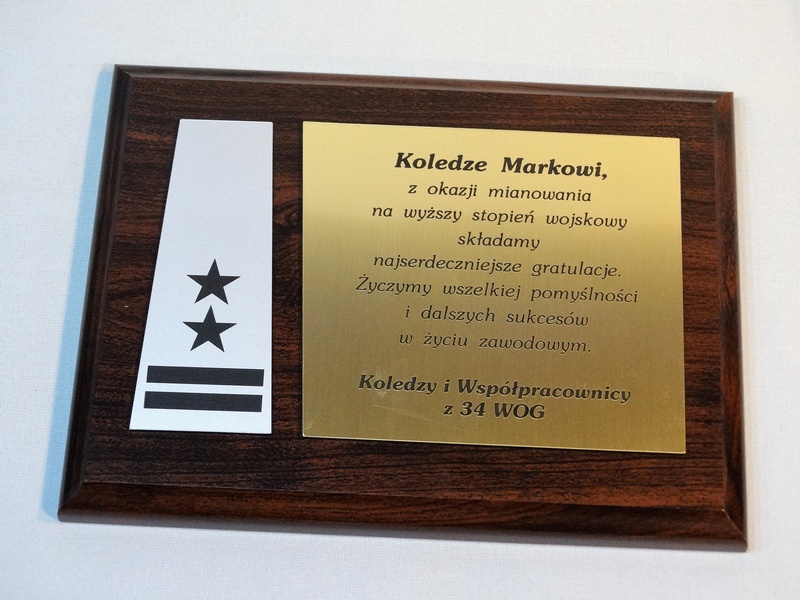 Koledze Markowi,
z okazji mianowania
na wyższy stopień wojskowy
składamy
najserdeczniejsze gratulacje.
Życzymy wszelkiej pomyślności
i dalszych sukcesów
w życiu zawodowym.
Koledzy i Współpracownicy
z 34 WOG